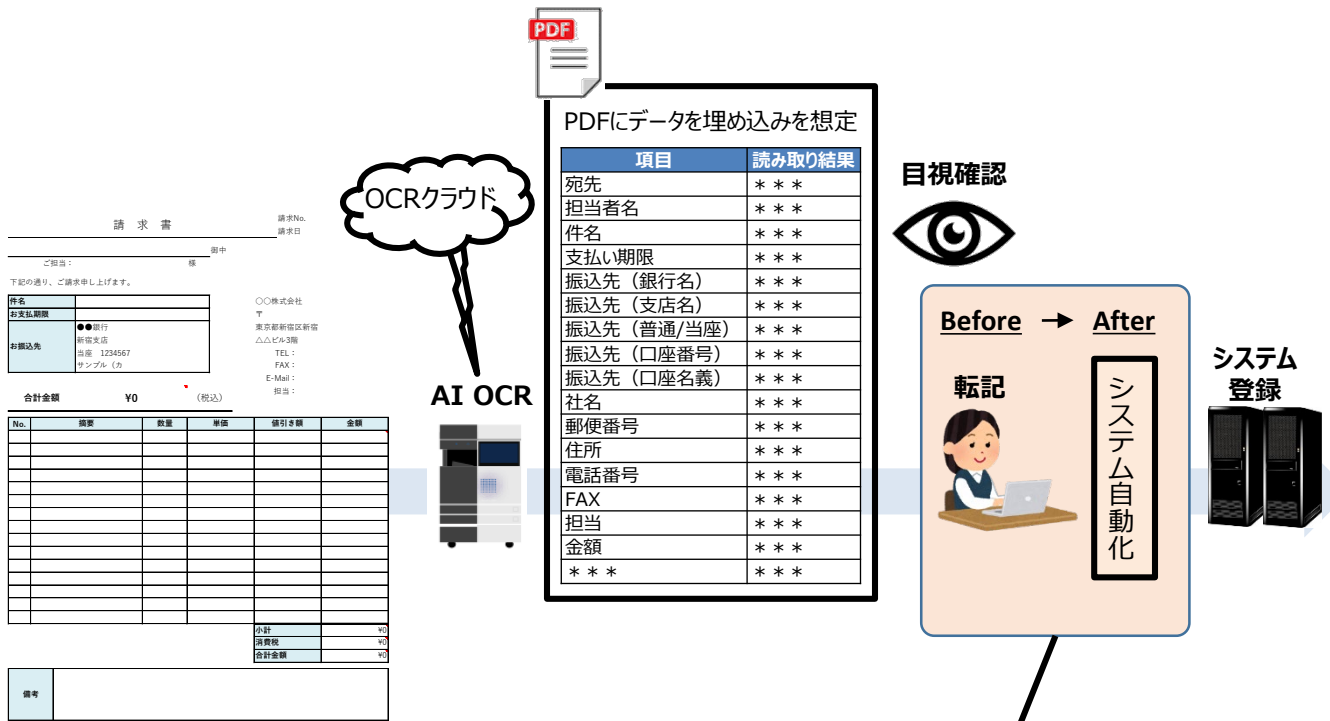 PDF
PDFにデータを埋め込みを想定
項目 読み取り結果
宛先 ＊＊＊
担当者名 ＊＊＊
件名 ＊＊＊
支払い期限 ＊＊＊
振込先（銀行名） ＊＊＊
振込先（支店名） ＊＊＊
振込先（普通/当座） ＊＊＊
振込先（口座番号） ＊＊＊
振込先（口座名義） ＊＊＊
社名 ＊＊＊
郵便番号 ＊＊＊
住所 ＊＊＊
電話番号 ＊＊＊
FAX ＊＊＊
担当 ＊＊＊
金額 ＊＊＊
＊＊＊ ＊＊＊
OCRクラウド
AI OCR
請 求 書
請求No.
請求日
御中
ご担当： 様
下記の通り、ご請求申し上げます。
件名
お支払期限
お振込先
●●銀行
新宿支店
当座 1234567
サンプル（カ
〇〇株式会社
〒
東京都新宿区新宿
△△ビル3階
TEL：
FAX：
E-Mail：
担当：
合計金額 ¥0 （税込）
No. 摘要 数量 単価 値引き額 金額
小計 ¥0
消費税 ¥0
合計金額 ¥0
備考
目視確認
Before → After
転記
システム自動化
システム
登録